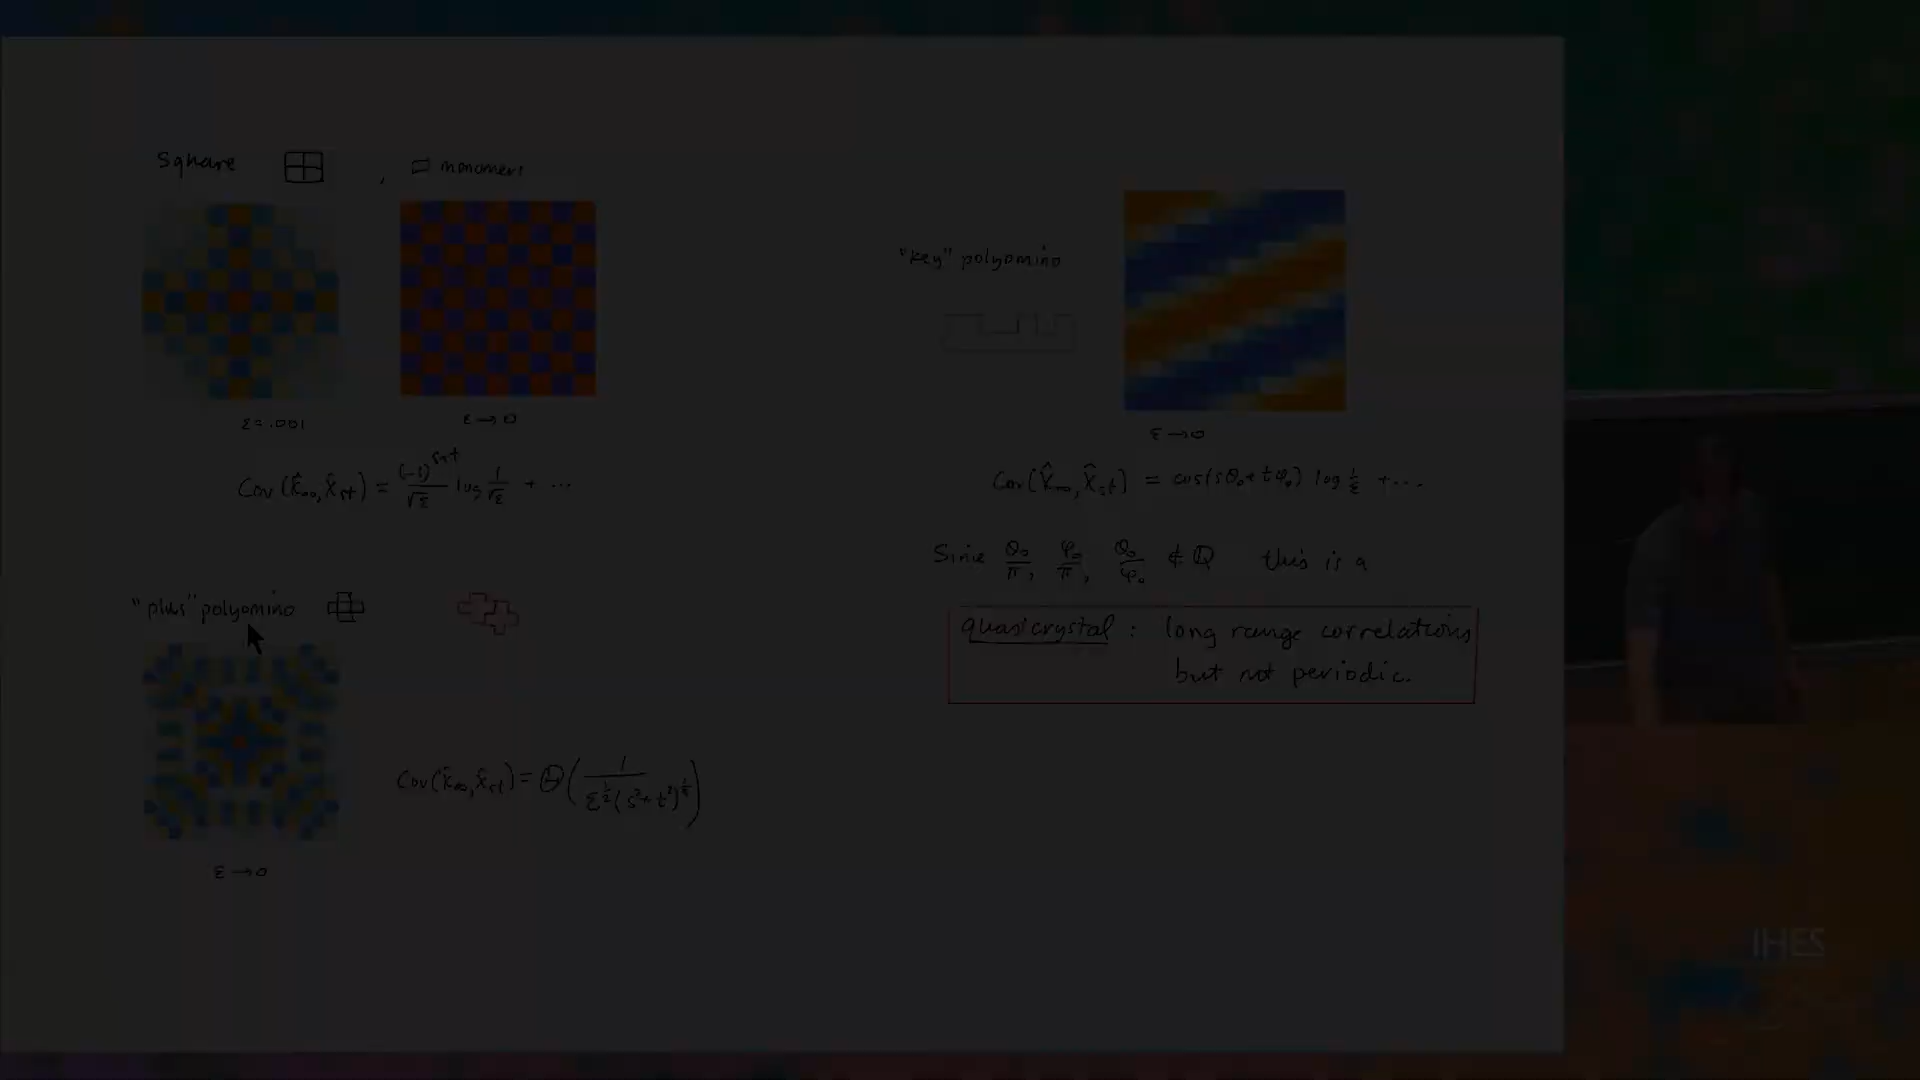 Square , monomers
ε = .001
ε → 0
Cov(X̂₀₀, X̂ₛₜ) = (-1)^{s+t}/√ε log 1/√ε + ...
"plus" polyomino
Cov(X̂₀₀, X̂ₛₜ) = Θ(1/(ε^{1/2}(s²+t²)^{1/4}))
ε → 0
"key" polyomino
ε → 0
Cov(X̂₀₀, X̂ₛₜ) = cos(sθ₀+tφ₀) log 1/ε + ...
Since θ₀/π, φ₀/π, θ₀/φ₀ ∉ ℚ this is a
quasicrystal : long range correlations
but not periodic.
IHES